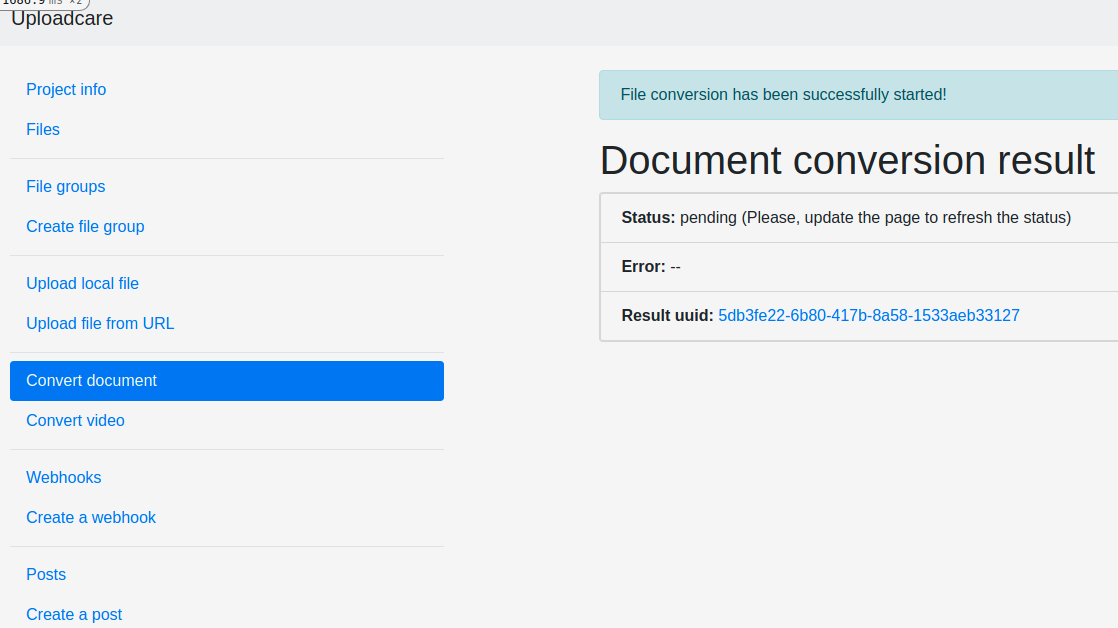 ms ×2
Uploadcare
Project info
Files
File groups
Create file group
Upload local file
Upload file from URL
Convert document
Convert video
Webhooks
Create a webhook
Posts
Create a post
File conversion has been successfully started!
Document conversion result
Status: pending (Please, update the page to refresh the status)
Error: --
Result uuid: 5db3fe22-6b80-417b-8a58-1533aeb33127